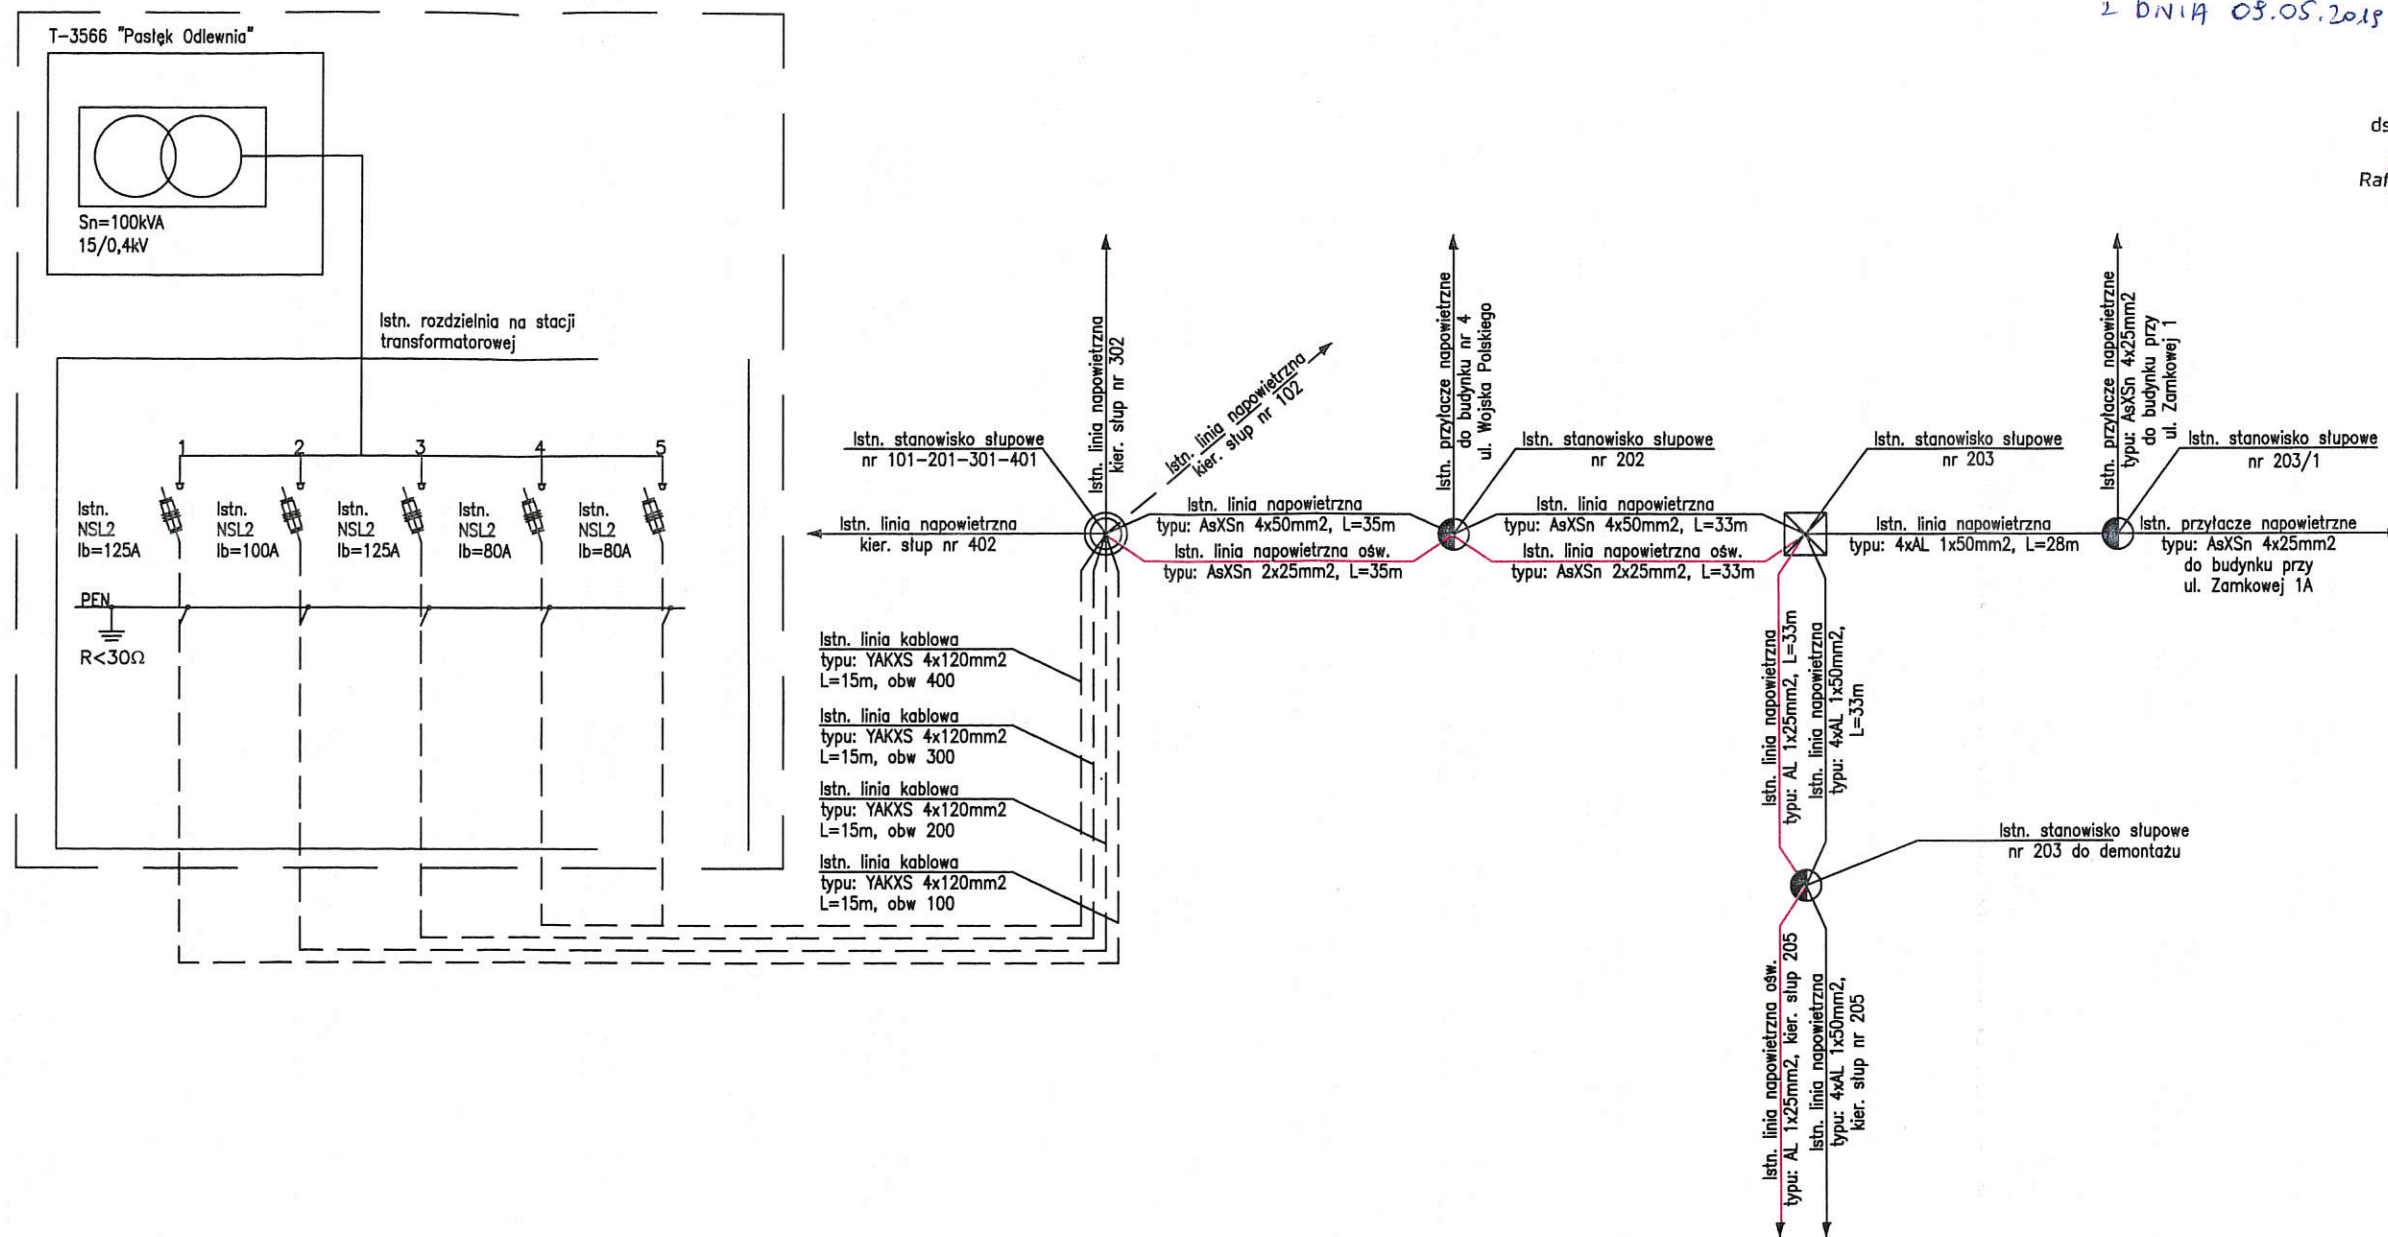 Z DNIA 09.05.2019
T-3566 "Pasłęk Odlewnia"
Sn=100kVA
15/0,4kV
Istn. rozdzielnia na stacji
transformatorowej
1 2 3 4 5
Istn.
NSL2
Ib=125A
Istn.
NSL2
Ib=100A
Istn.
NSL2
Ib=125A
Istn.
NSL2
Ib=80A
Istn.
NSL2
Ib=80A
PEN
R<30Ω
Istn. linia kablowa
typu: YAKXS 4x120mm2
L=15m, obw 400
Istn. linia kablowa
typu: YAKXS 4x120mm2
L=15m, obw 300
Istn. linia kablowa
typu: YAKXS 4x120mm2
L=15m, obw 200
Istn. linia kablowa
typu: YAKXS 4x120mm2
L=15m, obw 100
Istn. stanowisko słupowe
nr 101-201-301-401
Istn. linia napowietrzna
kier. słup nr 402
Istn. linia napowietrzna
kier. słup nr 302
Istn. linia napowietrzna
kier. słup nr 102
Istn. linia napowietrzna
typu: AsXSn 4x50mm2, L=35m
Istn. linia napowietrzna ośw.
typu: AsXSn 2x25mm2, L=35m
Istn. przyłacze napowietrzne
do budynku nr 4
ul. Wojska Polskiego
Istn. stanowisko słupowe
nr 202
Istn. linia napowietrzna
typu: AsXSn 4x50mm2, L=33m
Istn. linia napowietrzna ośw.
typu: AsXSn 2x25mm2, L=33m
Istn. stanowisko słupowe
nr 203
Istn. linia napowietrzna
typu: 4xAL 1x50mm2, L=28m
Istn. przyłacze napowietrzne
typu: AsXSn 4x25mm2
do budynku przy
ul. Zamkowej 1
Istn. stanowisko słupowe
nr 203/1
Istn. przyłacze napowietrzne
typu: AsXSn 4x25mm2
do budynku przy
ul. Zamkowej 1A
Istn. linia napowietrzna
typu: AL 1x25mm2, L=33m
Istn. linia napowietrzna
typu: 4xAL 1x50mm2,
L=33m
Istn. stanowisko słupowe
nr 203 do demontażu
Istn. linia napowietrzna ośw.
typu: AL 1x25mm2, kier. słup 205
Istn. linia napowietrzna
typu: 4xAL 1x50mm2,
kier. słup nr 205
ds
Raf